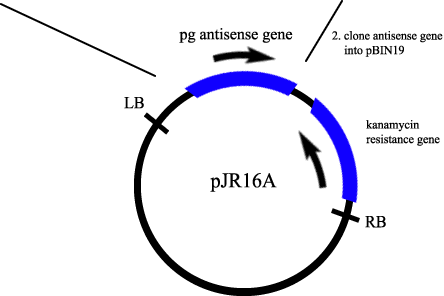 pg antisense gene
2. clone antisense gene
into pBIN19
LB
kanamycin
resistance gene
pJR16A
RB